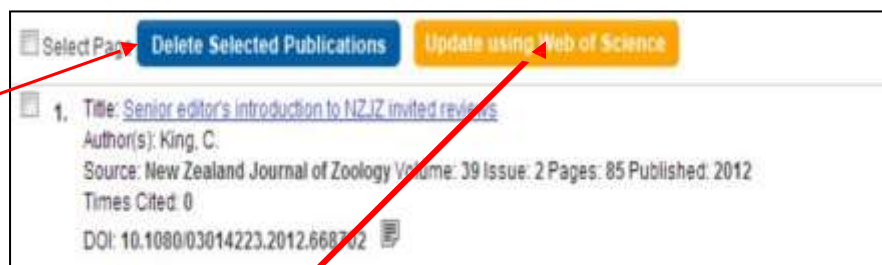 Select Page Delete Selected Publications Update using Web of Science
1. Title: Senior editor's introduction to NZJZ invited reviews
Author(s): King, C.
Source: New Zealand Journal of Zoology Volume: 39 Issue: 2 Pages: 85 Published: 2012
Times Cited: 0
DOI: 10.1080/03014223.2012.668702